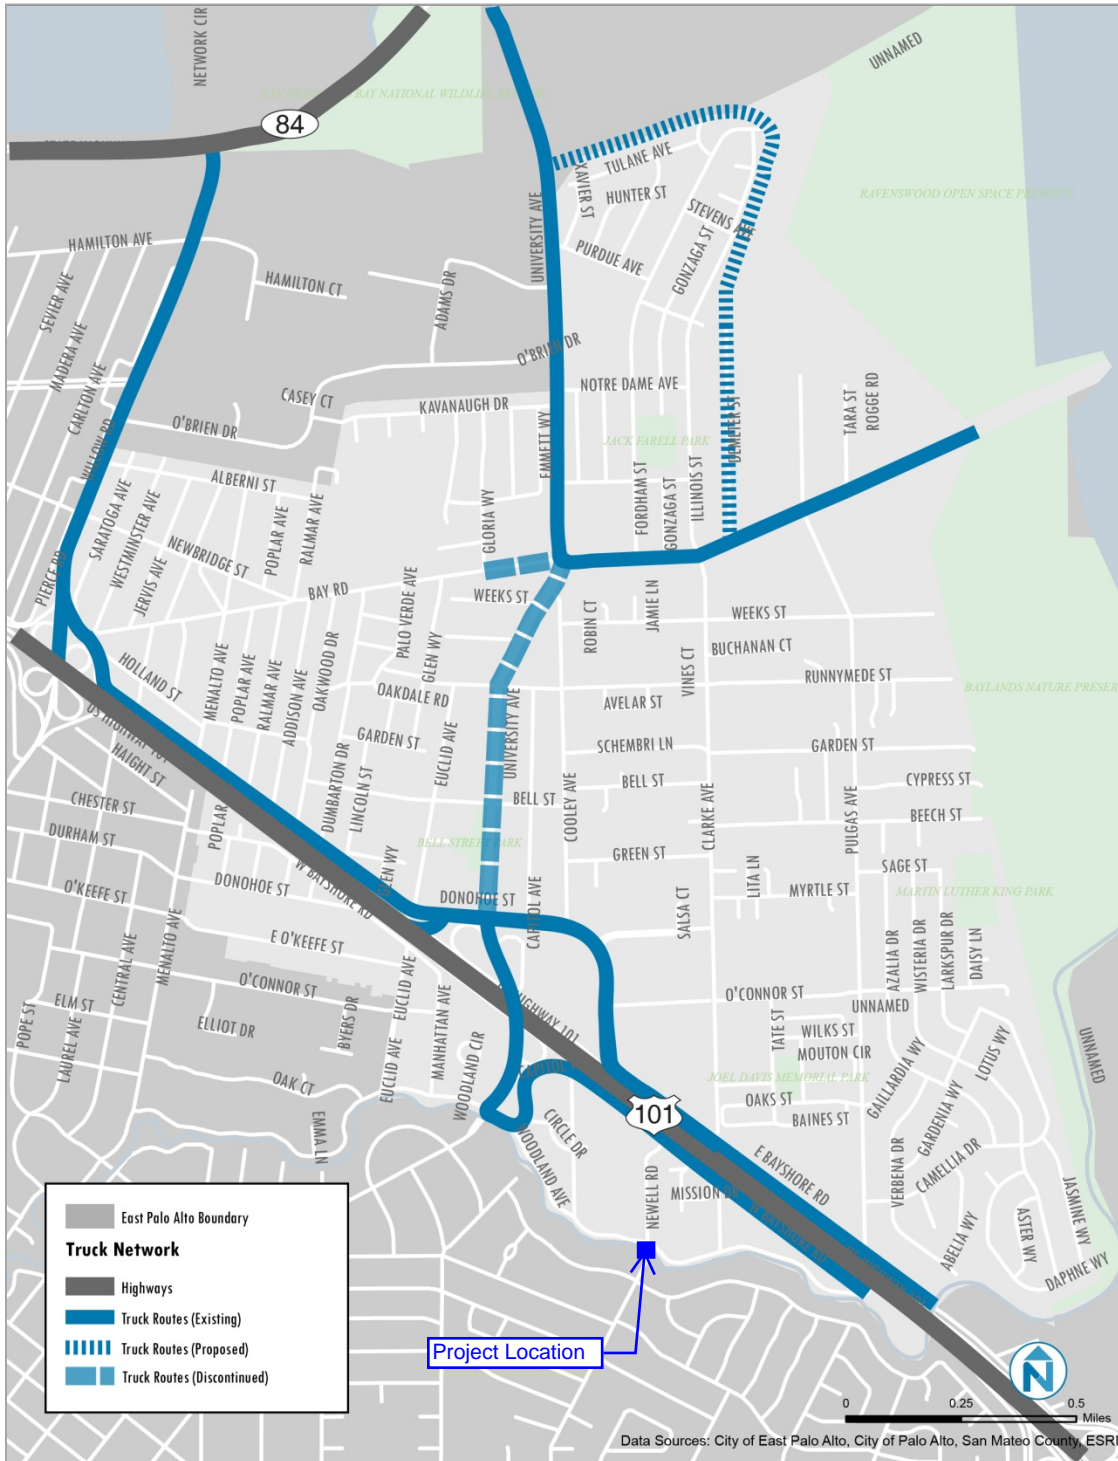 NETWORK CIR
UNNAMED
BAY NATIONAL WILDLIFE
84
TULANE AVE
XAVIER ST
HUNTER ST
RAVENSWOOD OPEN SPACE PRESERVE
UNIVERSITY AVE
STEVENS AVE
HAMILTON AVE
PURDUE AVE
GONZAGA ST
HAMILTON CT
ADAMS DR
SEVIER AVE
MADERA AVE
O'BRIEN DR
CARLTON AVE
CASEY CT
NOTRE DAME AVE
TARA ST
ROGGE RD
KAVANAUGH DR
O'BRIEN DR
EMMETT WY
JACK FARELL PARK
DEMETER ST
WILLOW RD
ALBERNI ST
FORDHAM ST
GONZAGA ST
ILLINOIS ST
SARATOGA AVE
WESTMINSTER AVE
POPLAR AVE
RALMAR AVE
GLORIA WY
PIERCE RD
JERVIS AVE
NEWBRIDGE ST
BAY RD
PALO VERDE AVE
WEEKS ST
ROBIN CT
JAMIE LN
WEEKS ST
GLEN WY
BUCHANAN CT
HOLLAND ST
MENALTO AVE
POPLAR AVE
RALMAR AVE
ADDISON AVE
OAKWOOD DR
OAKDALE RD
VINES CT
RUNNYMEDE ST
BAYLANDS NATURE PRESER
AVELAR ST
US HIGHWAY 101
HAIGHT ST
GARDEN ST
EUCLID AVE
UNIVERSITY AVE
SCHEMBRI LN
GARDEN ST
CHESTER ST
DUMBARTON DR
LINCOLN ST
BELL ST
COOLEY AVE
BELL ST
CYPRESS ST
DURHAM ST
POPLAR
CLARKE AVE
PULGAS AVE
BEECH ST
BELL STREET PARK
GREEN ST
SAGE ST
O'KEEFE ST
DONOHOE ST
W BAYSHORE RD
GLEN WY
DONOHOE ST
CAPITOL AVE
SALSA CT
LITA LN
MYRTLE ST
MARTIN LUTHER KING PARK
CENTRAL AVE
MENALTO AVE
E O'KEEFE ST
AZALIA DR
WISTERIA DR
LARKSPUR DR
DAISY LN
O'CONNOR ST
EUCLID AVE
HIGHWAY 101
O'CONNOR ST
UNNAMED
POPE ST
ELM ST
LAUREL AVE
ELLIOT DR
BYERS DR
MANHATTAN AVE
TATE ST
WILKS ST
MOUTON CIR
LOTUS WY
UNNAMED
OAK CT
EUCLID AVE
WOODLAND CIR
JOEL DAVIS MEMORIAL PARK
GAILLARDIA WY
GARDENIA WY
EMMA LN
WOODLAND AVE
CIRCLE DR
101
OAKS ST
BAINES ST
E BAYSHORE RD
VERBENA DR
CAMELLIA DR
NEWELL RD
MISSION DR
W BAYSHORE RD
ABELIA WY
ASTER WY
JASMINE WY
DAPHNE WY
East Palo Alto Boundary
Truck Network
Highways
Truck Routes (Existing)
Truck Routes (Proposed)
Truck Routes (Discontinued)
Project Location
N
0 0.25 0.5
Miles
Data Sources: City of East Palo Alto, City of Palo Alto, San Mateo County, ESRI